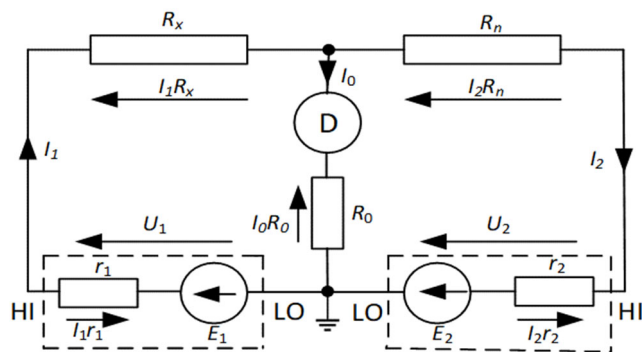 Rx Rn
I1Rx I0 I2Rn
D
I1 I2
I0R0 R0
U1 U2
r1 r2
HI LO LO HI
I1r1 E1 E2 I2r2